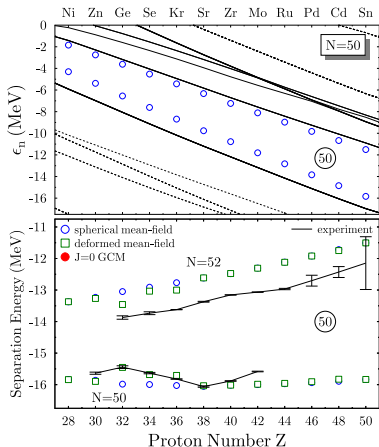 Ni Zn Ge Se Kr Sr Zr Mo Ru Pd Cd Sn
N=50
ϵn (MeV)
0
-2
-4
-6
-8
-10
-12
-14
-16
50
-11
-12
-13
-14
-15
-16
Separation Energy (MeV)
spherical mean-field
deformed mean-field
J=0 GCM
experiment
N=52
50
N=50
28 30 32 34 36 38 40 42 44 46 48 50
Proton Number Z